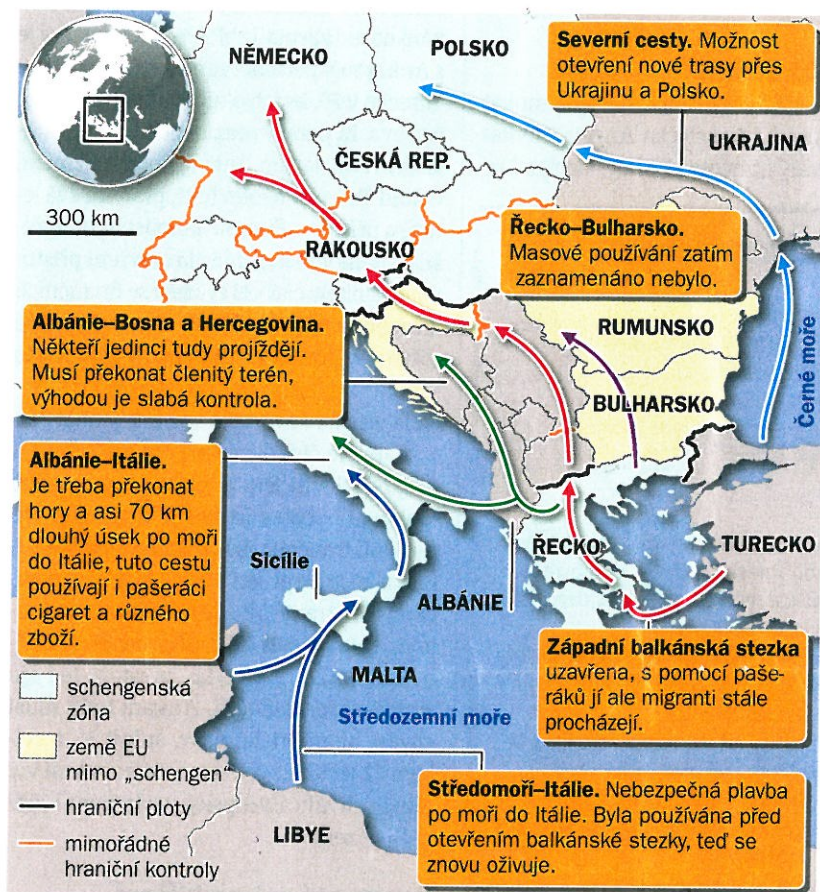 NĚMECKO
POLSKO
Severní cesty. Možnost
otevření nové trasy přes
Ukrajinu a Polsko.
UKRAJINA
ČESKÁ REP.
300 km
RAKOUSKO
Řecko–Bulharsko.
Masové používání zatím
zaznamenáno nebylo.
Albánie–Bosna a Hercegovina.
Někteří jedinci tudy projíždějí.
Musí překonat členitý terén,
výhodou je slabá kontrola.
RUMUNSKO
BULHARSKO
Černé moře
Albánie–Itálie.
Je třeba překonat
hory a asi 70 km
dlouhý úsek po moři
do Itálie, tuto cestu
používají i pašeráci
cigaret a různého
zboží.
Sicílie
ALBÁNIE
ŘECKO
TURECKO
MALTA
Středozemní moře
Západní balkánská stezka
uzavřena, s pomocí paše-
ráků jí ale migranti stále
procházejí.
schengenská
zóna
země EU
mimo „schengen“
hraniční ploty
mimořádné
hraniční kontroly
LIBYE
Středomoří–Itálie. Nebezpečná plavba
po moři do Itálie. Byla používána před
otevřením balkánské stezky, teď se
znovu oživuje.